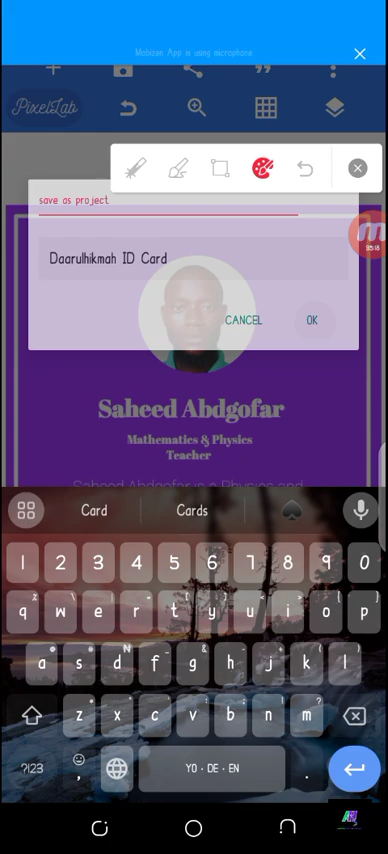 Mobizen App is using microphone
PixelLab
save as project
Daarulhikmah ID Card
CANCEL OK
Saheed Abdgofar
Mathematics & Physics
Teacher
Saheed Abdgofar is a Physics and
Card Cards
1 2 3 4 5 6 7 8 9 0
q w e r t y u i o p
a s d f g h j k l
z x c v b n m
?123 , YO • DE • EN .